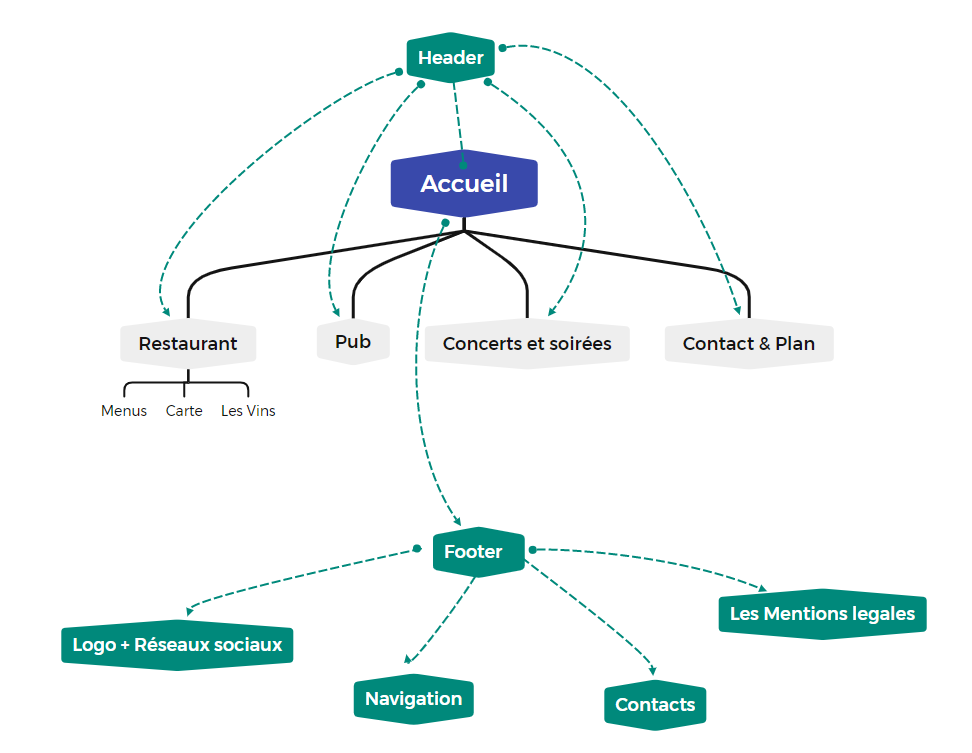 Header
Accueil
Restaurant
Pub
Concerts et soirées
Contact & Plan
Menus
Carte
Les Vins
Footer
Les Mentions legales
Logo + Réseaux sociaux
Navigation
Contacts